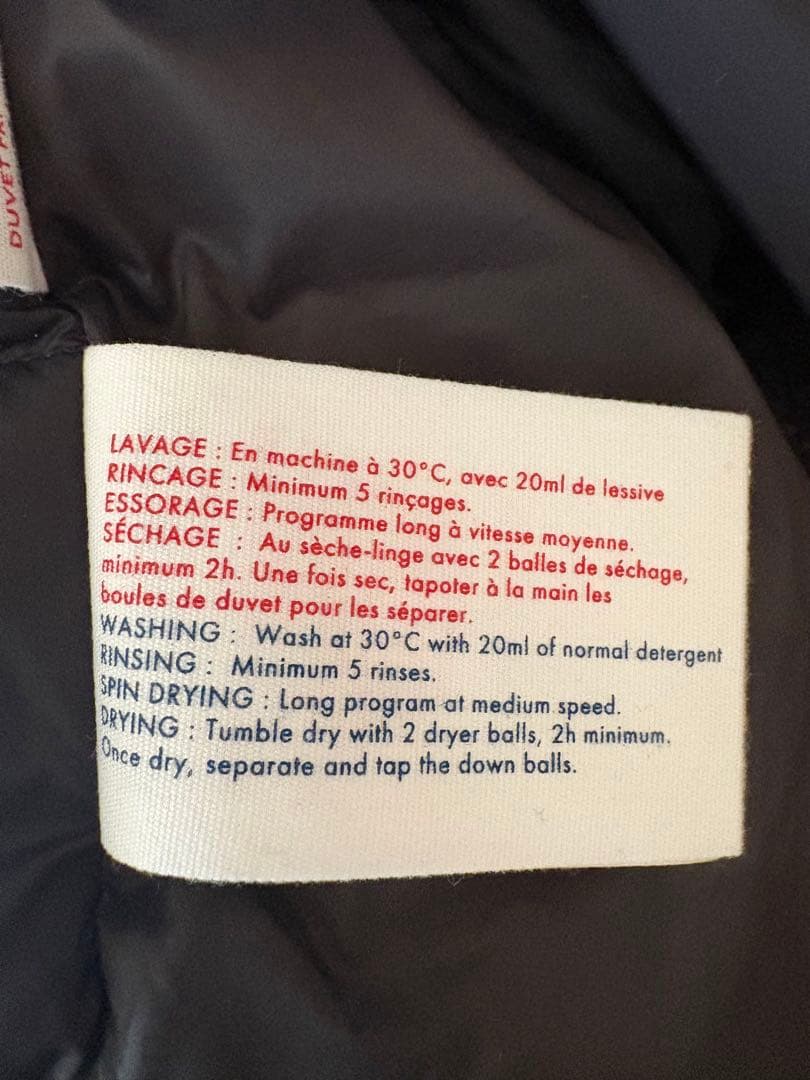 DUVET
LAVAGE : En machine à 30°C, avec 20ml de lessive
RINCAGE : Minimum 5 rinçages.
ESSORAGE : Programme long à vitesse moyenne.
SÉCHAGE : Au sèche-linge avec 2 balles de séchage,
minimum 2h. Une fois sec, tapoter à la main les
boules de duvet pour les séparer.
WASHING : Wash at 30°C with 20ml of normal detergent
RINSING : Minimum 5 rinses.
SPIN DRYING : Long program at medium speed.
DRYING : Tumble dry with 2 dryer balls, 2h minimum.
Once dry, separate and tap the down balls.